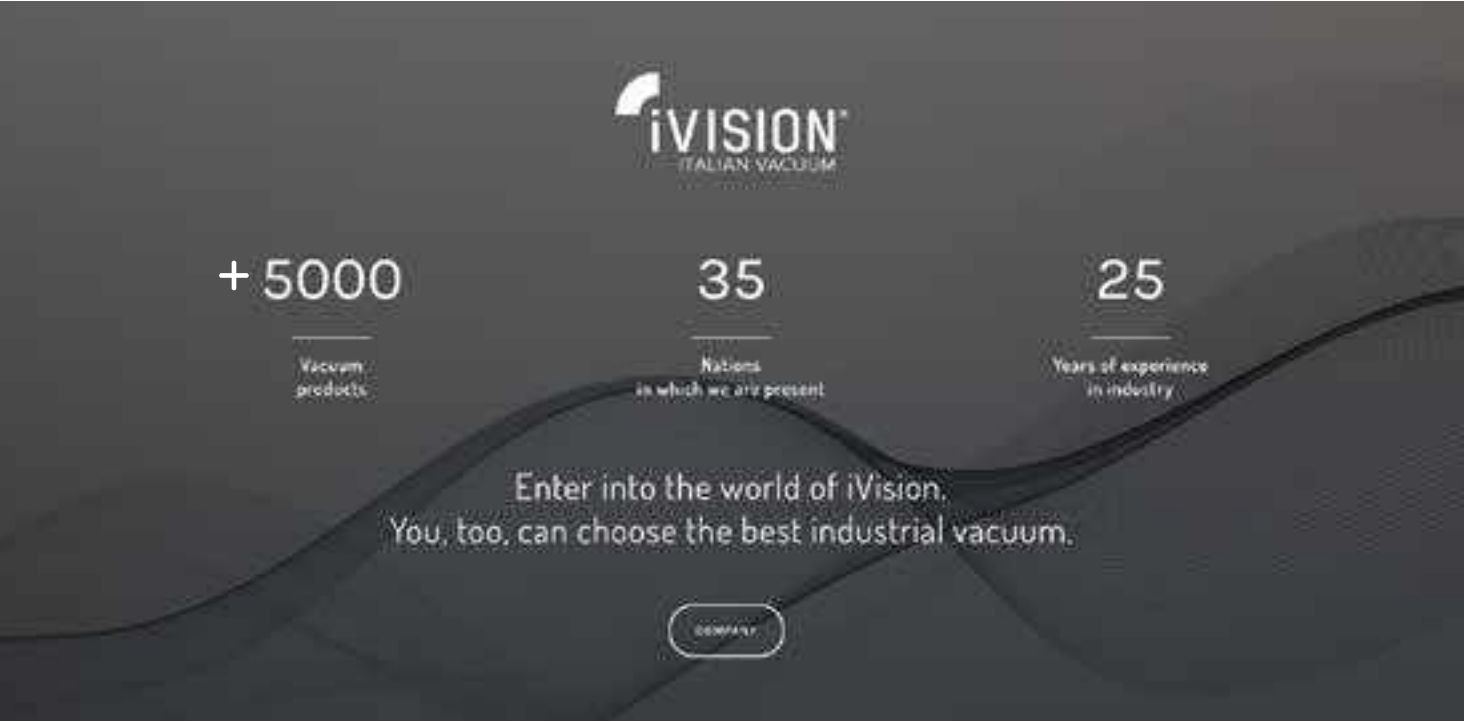 iVISION®
ITALIAN VACUUM
+ 5000
Vacuum
products
35
Nations
in which we are present
25
Years of experience
in industry
Enter into the world of iVision.
You, too, can choose the best industrial vacuum.
COMPANY